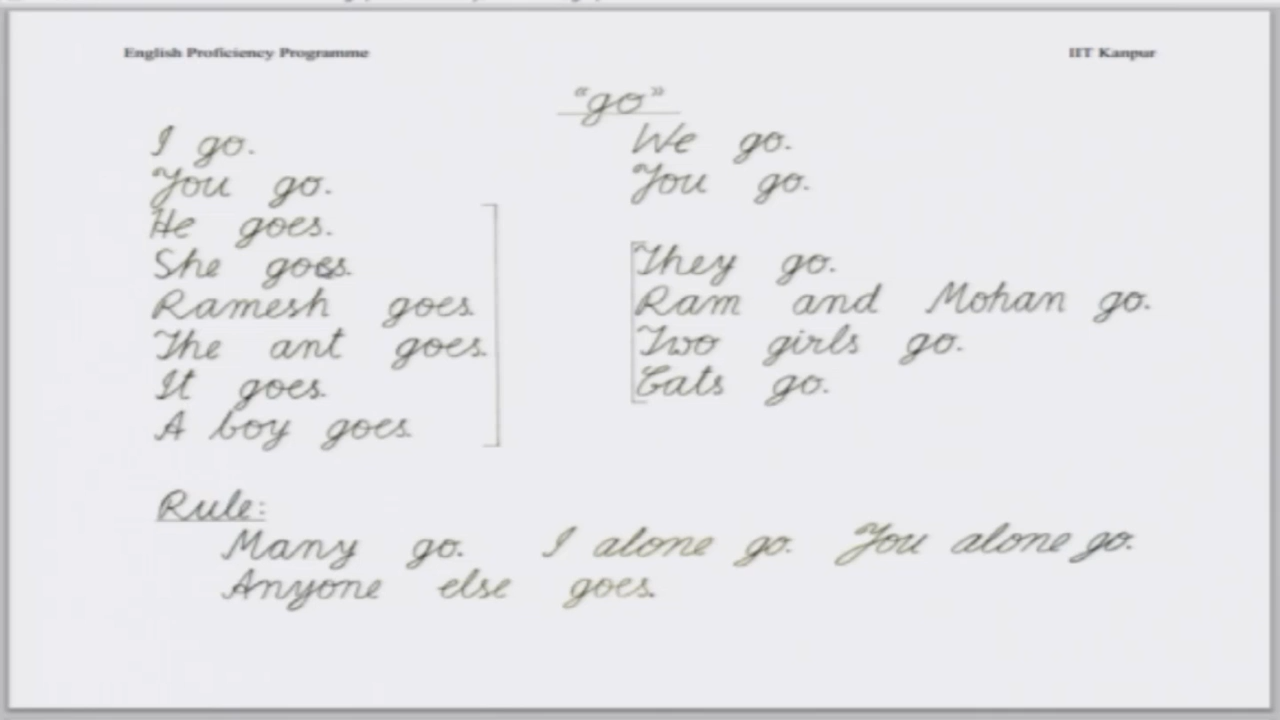 English Proficiency Programme IIT Kanpur
"go"
I go.
You go.
He goes.
She goes.
Ramesh goes.
The ant goes.
It goes.
A boy goes.
We go.
You go.
They go.
Ram and Mohan go.
Two girls go.
Cats go.
Rule:
Many go. I alone go. You alone go.
Anyone else goes.